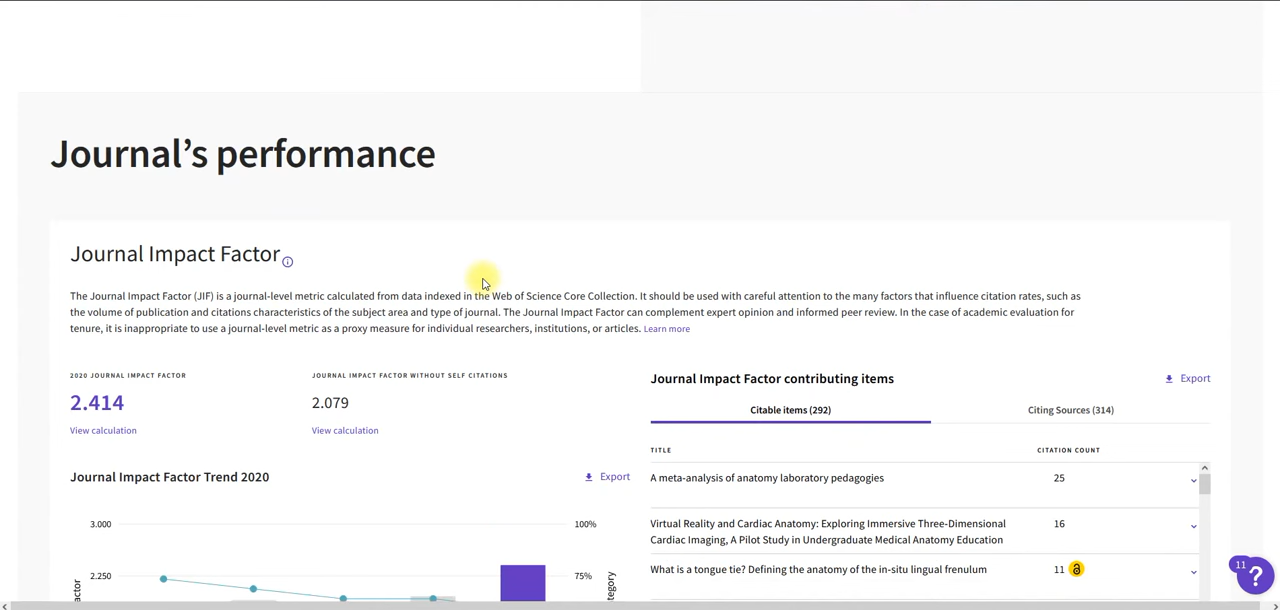 Journal's performance
Journal Impact Factor
The Journal Impact Factor (JIF) is a journal-level metric calculated from data indexed in the Web of Science Core Collection. It should be used with careful attention to the many factors that influence citation rates, such as
the volume of publication and citations characteristics of the subject area and type of journal. The Journal Impact Factor can complement expert opinion and informed peer review. In the case of academic evaluation for
tenure, it is inappropriate to use a journal-level metric as a proxy measure for individual researchers, institutions, or articles. Learn more
2020 JOURNAL IMPACT FACTOR
2.414
View calculation
JOURNAL IMPACT FACTOR WITHOUT SELF CITATIONS
2.079
View calculation
Journal Impact Factor Trend 2020
Export
3.000
100%
2.250
75%
actor
tegory
Journal Impact Factor contributing items
Export
Citable items (292)
Citing Sources (314)
TITLE
CITATION COUNT
A meta-analysis of anatomy laboratory pedagogies
25
Virtual Reality and Cardiac Anatomy: Exploring Immersive Three-Dimensional
Cardiac Imaging, A Pilot Study in Undergraduate Medical Anatomy Education
16
What is a tongue tie? Defining the anatomy of the in-situ lingual frenulum
11
11
?